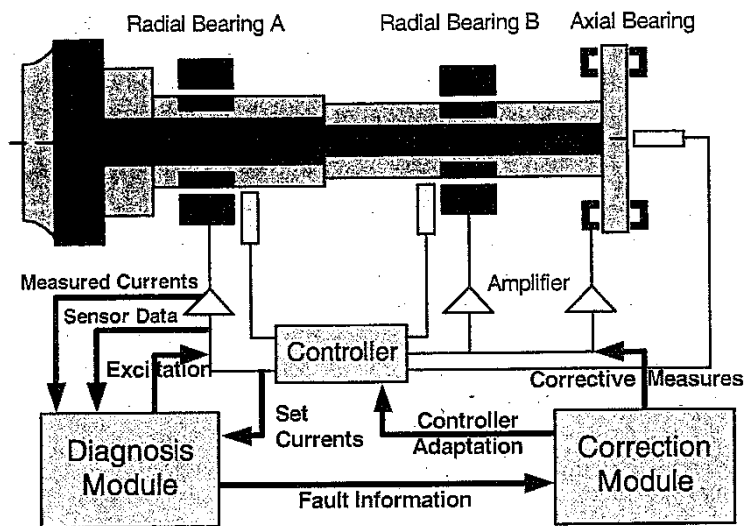 Radial Bearing A
Radial Bearing B
Axial Bearing
Measured Currents
Sensor Data
Excitation
Amplifier
Controller
Corrective Measures
Set
Currents
Controller
Adaptation
Diagnosis
Module
Correction
Module
Fault Information